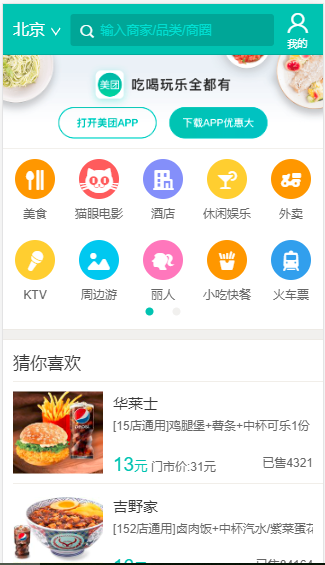 北京
输入商家/品类/商圈
我的
美团
吃喝玩乐全都有
打开美团APP
下载APP优惠大
美食
猫眼电影
酒店
休闲娱乐
外卖
KTV
周边游
丽人
小吃快餐
火车票
猜你喜欢
华莱士
[15店通用]鸡腿堡+薯条+中杯可乐1份
13元 门市价:31元
已售4321
吉野家
[152店通用]卤肉饭+中杯汽水/紫菜蛋花